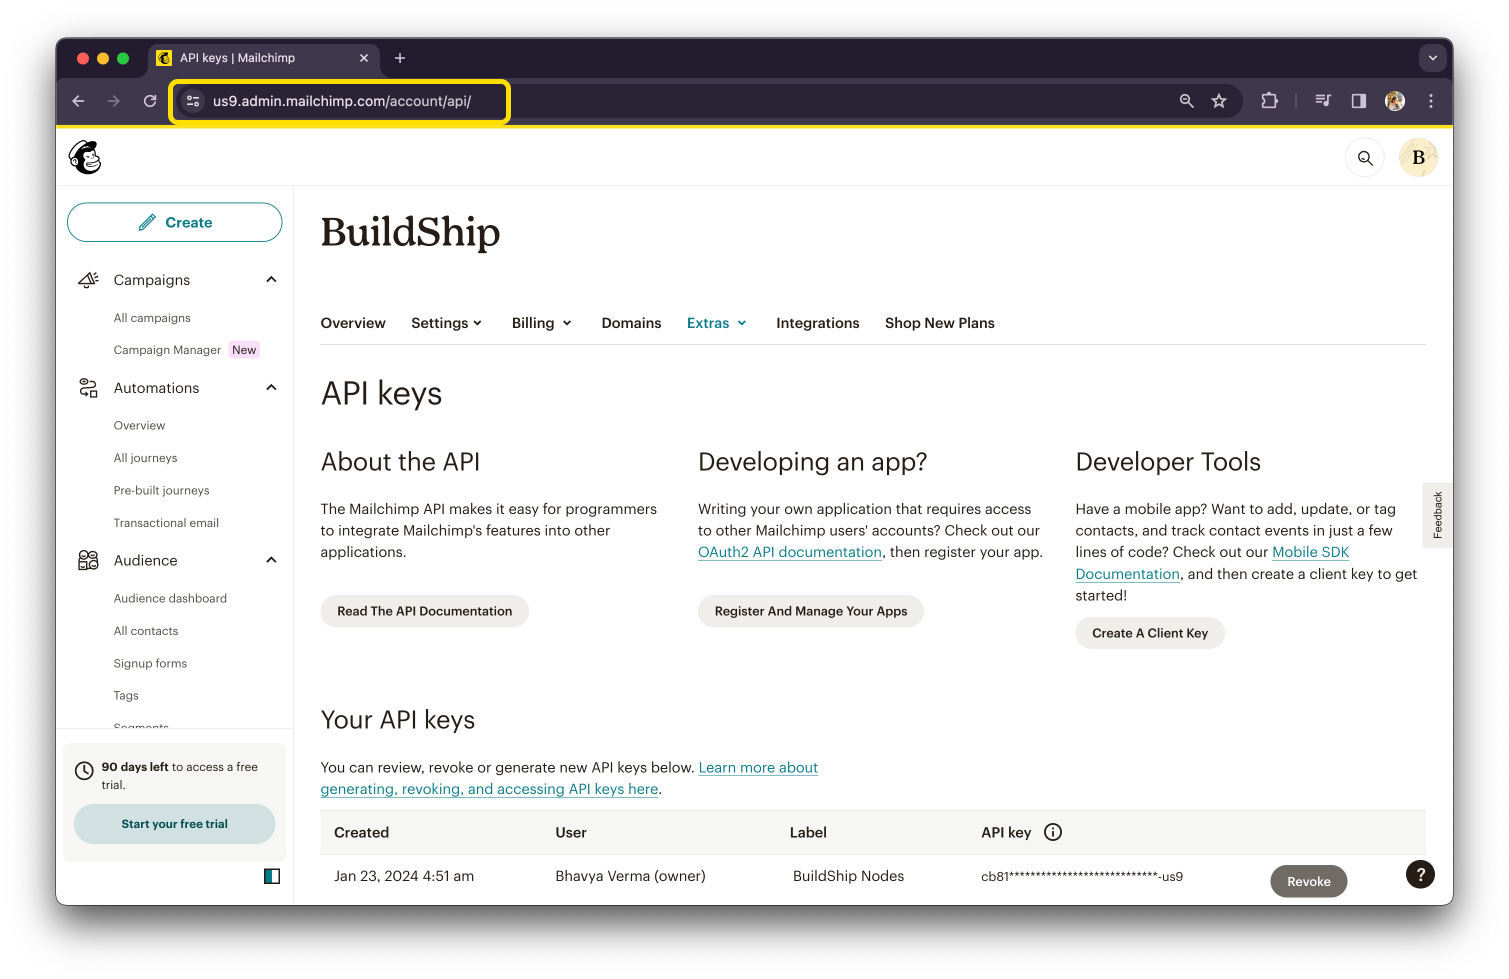 API keys | Mailchimp
us9.admin.mailchimp.com/account/api/
B
Create
Campaigns
All campaigns
Campaign Manager New
Automations
Overview
All journeys
Pre-built journeys
Transactional email
Audience
Audience dashboard
All contacts
Signup forms
Tags
Segments
90 days left to access a free
trial.
Start your free trial
BuildShip
Overview Settings Billing Domains Extras Integrations Shop New Plans
API keys
About the API
The Mailchimp API makes it easy for programmers
to integrate Mailchimp's features into other
applications.
Read The API Documentation
Developing an app?
Writing your own application that requires access
to other Mailchimp users' accounts? Check out our
OAuth2 API documentation, then register your app.
Register And Manage Your Apps
Developer Tools
Have a mobile app? Want to add, update, or tag
contacts, and track contact events in just a few
lines of code? Check out our Mobile SDK
Documentation, and then create a client key to get
started!
Create A Client Key
Feedback
Your API keys
You can review, revoke or generate new API keys below. Learn more about
generating, revoking, and accessing API keys here.
Created User Label API key
Jan 23, 2024 4:51 am Bhavya Verma (owner) BuildShip Nodes cb81****************************-us9 Revoke
?